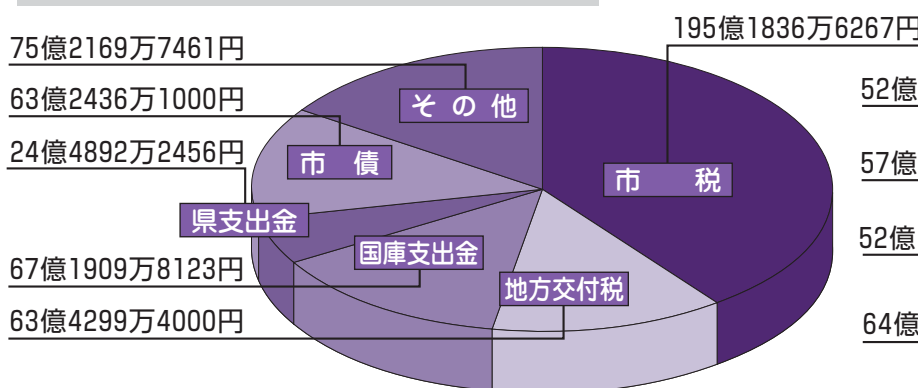 195億1836万6267円
75億2169万7461円
52億
その他
63億2436万1000円
57億
市債
市税
24億4892万2456円
県支出金
52億
国庫支出金
67億1909万8123円
地方交付税
63億4299万4000円
64億